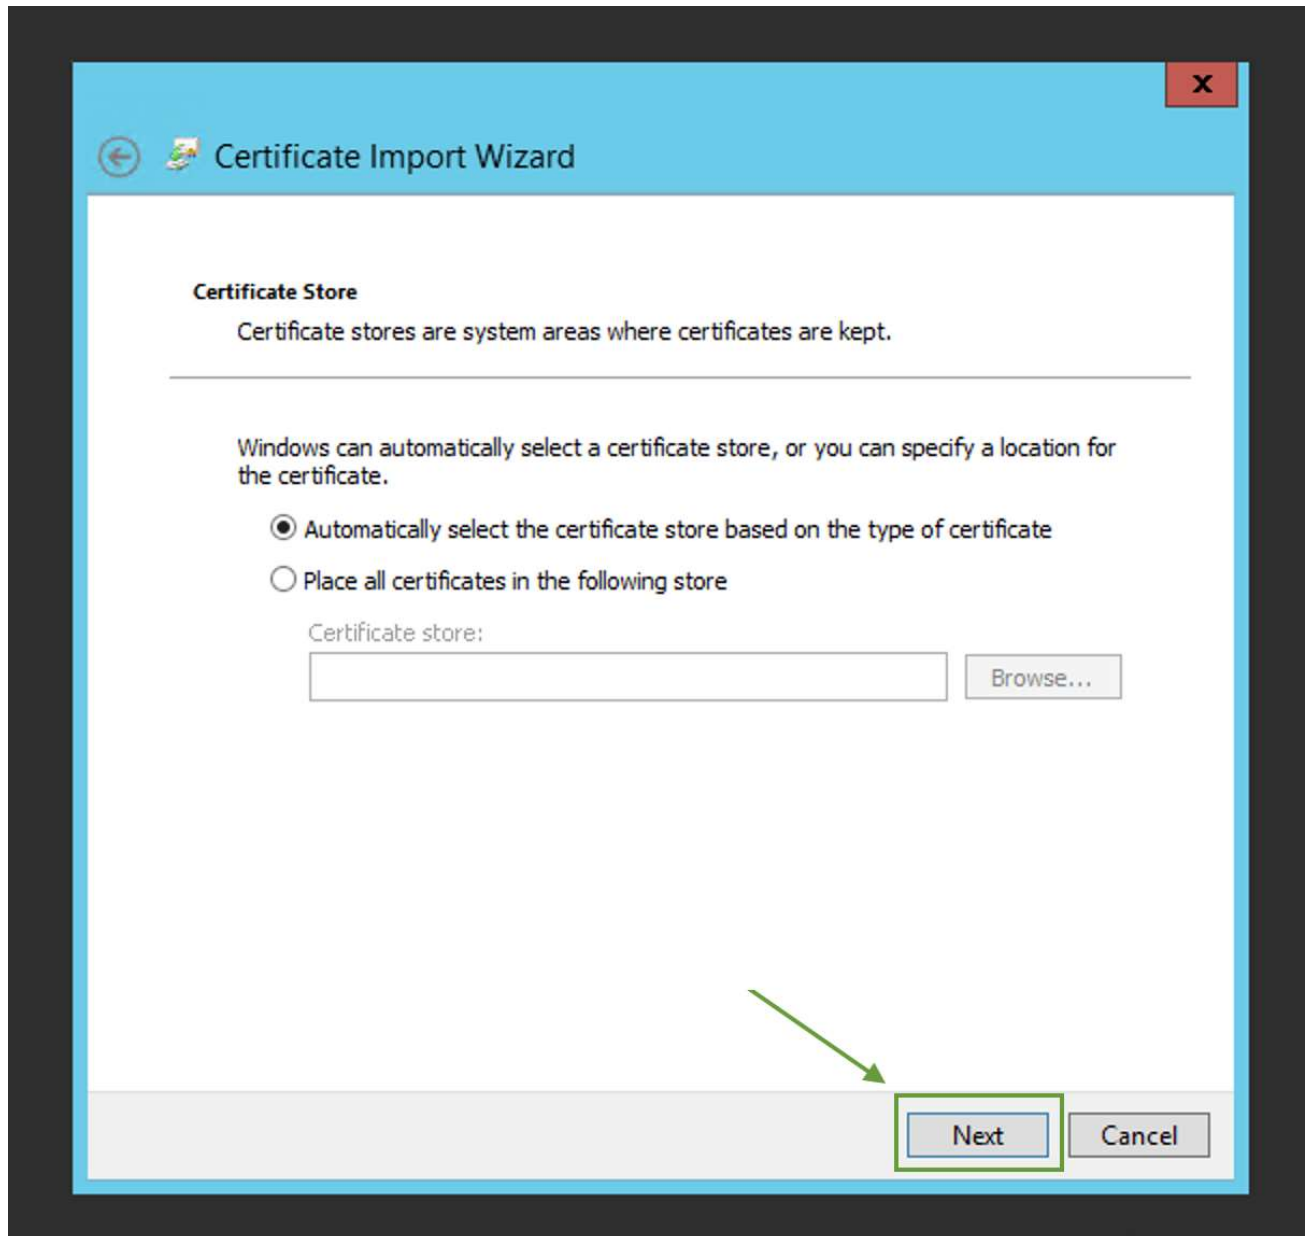 x
Certificate Import Wizard
Certificate Store
Certificate stores are system areas where certificates are kept.
Windows can automatically select a certificate store, or you can specify a location for
the certificate.
Automatically select the certificate store based on the type of certificate
Place all certificates in the following store
Certificate store:
Browse...
Next
Cancel